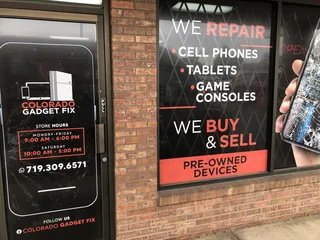 COLORADO
GADGET FIX
STORE HOURS
MONDAY-FRIDAY
9:00 AM - 6:00 PM
SATURDAY
10:00 AM - 5:00 PM
719.309.6571
FOLLOW US
COLORADO GADGET FIX
WE REPAIR
• CELL PHONES
• TABLETS
• GAME
CONSOLES
WE BUY
& SELL
PRE-OWNED
DEVICES
OPEN